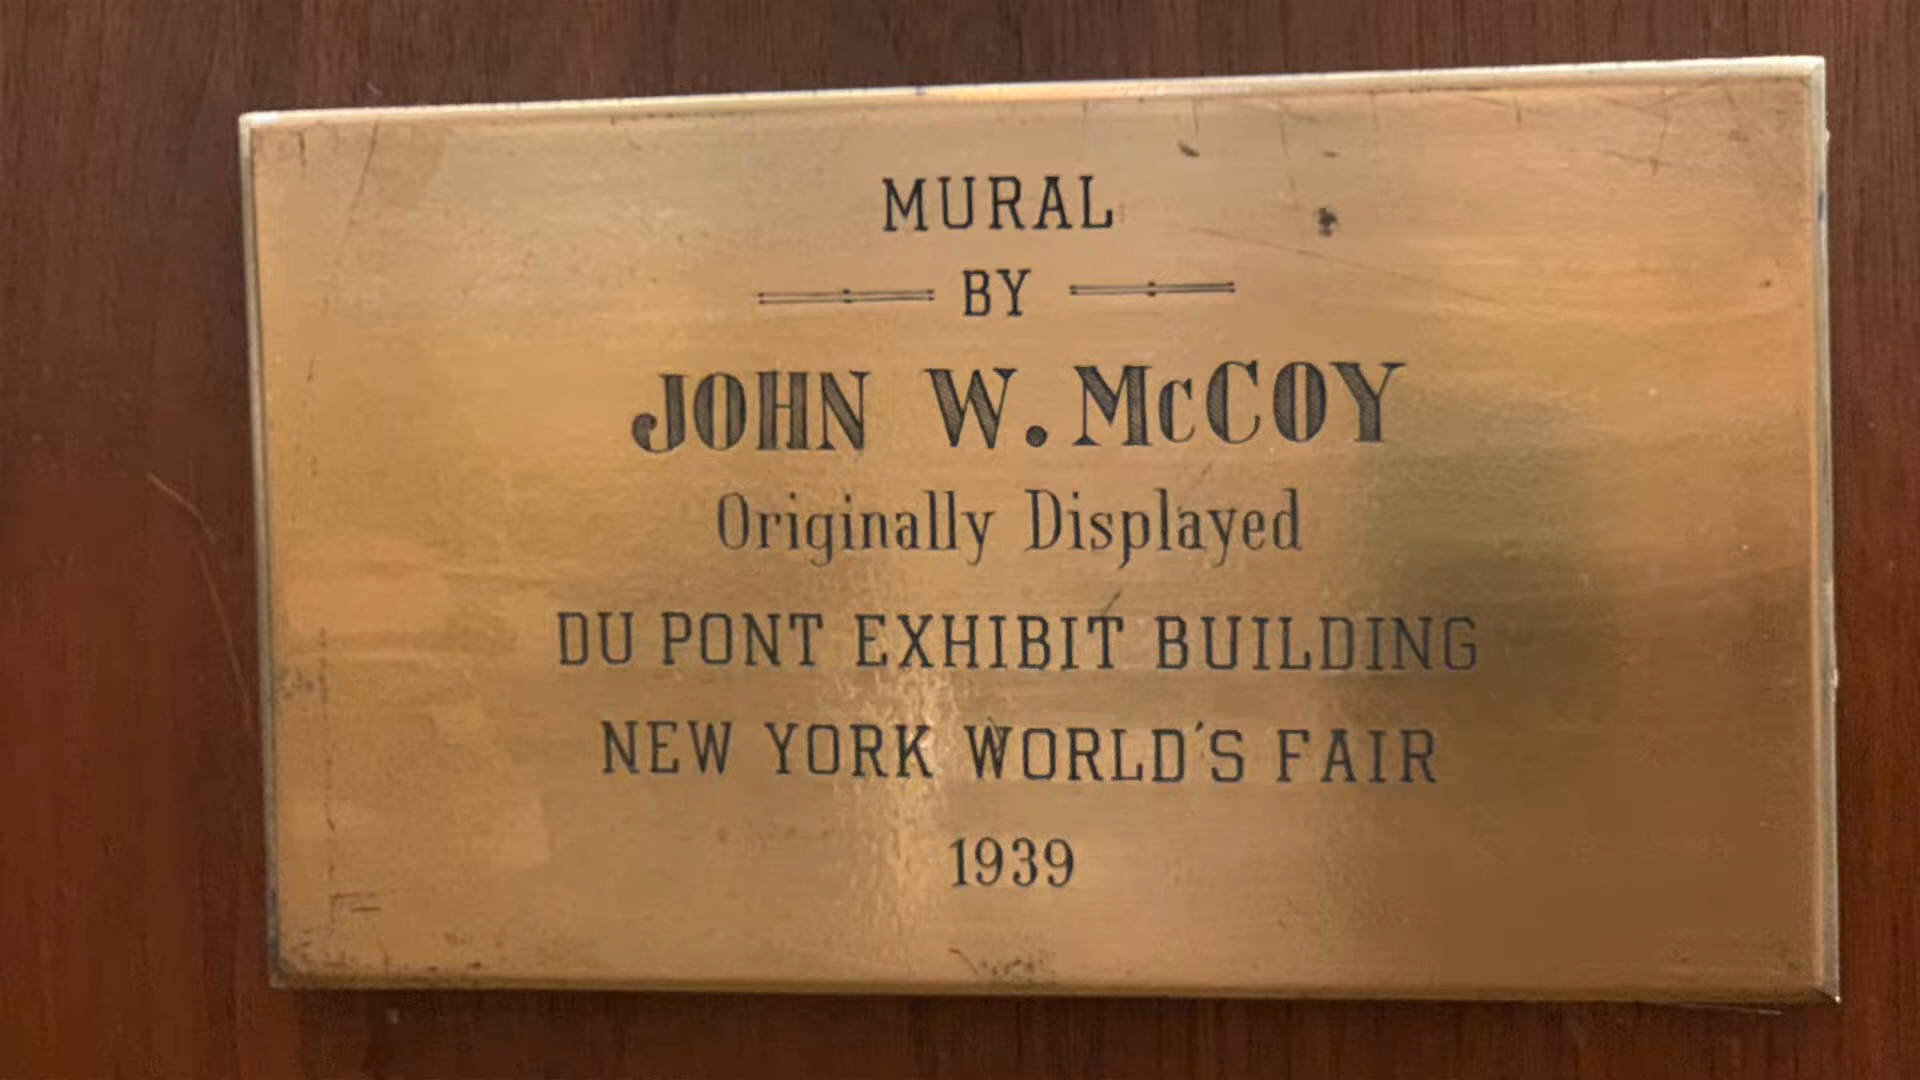 MURAL
BY
JOHN W. McCOY
Originally Displayed
DU PONT EXHIBIT BUILDING
NEW YORK WORLD'S FAIR
1939